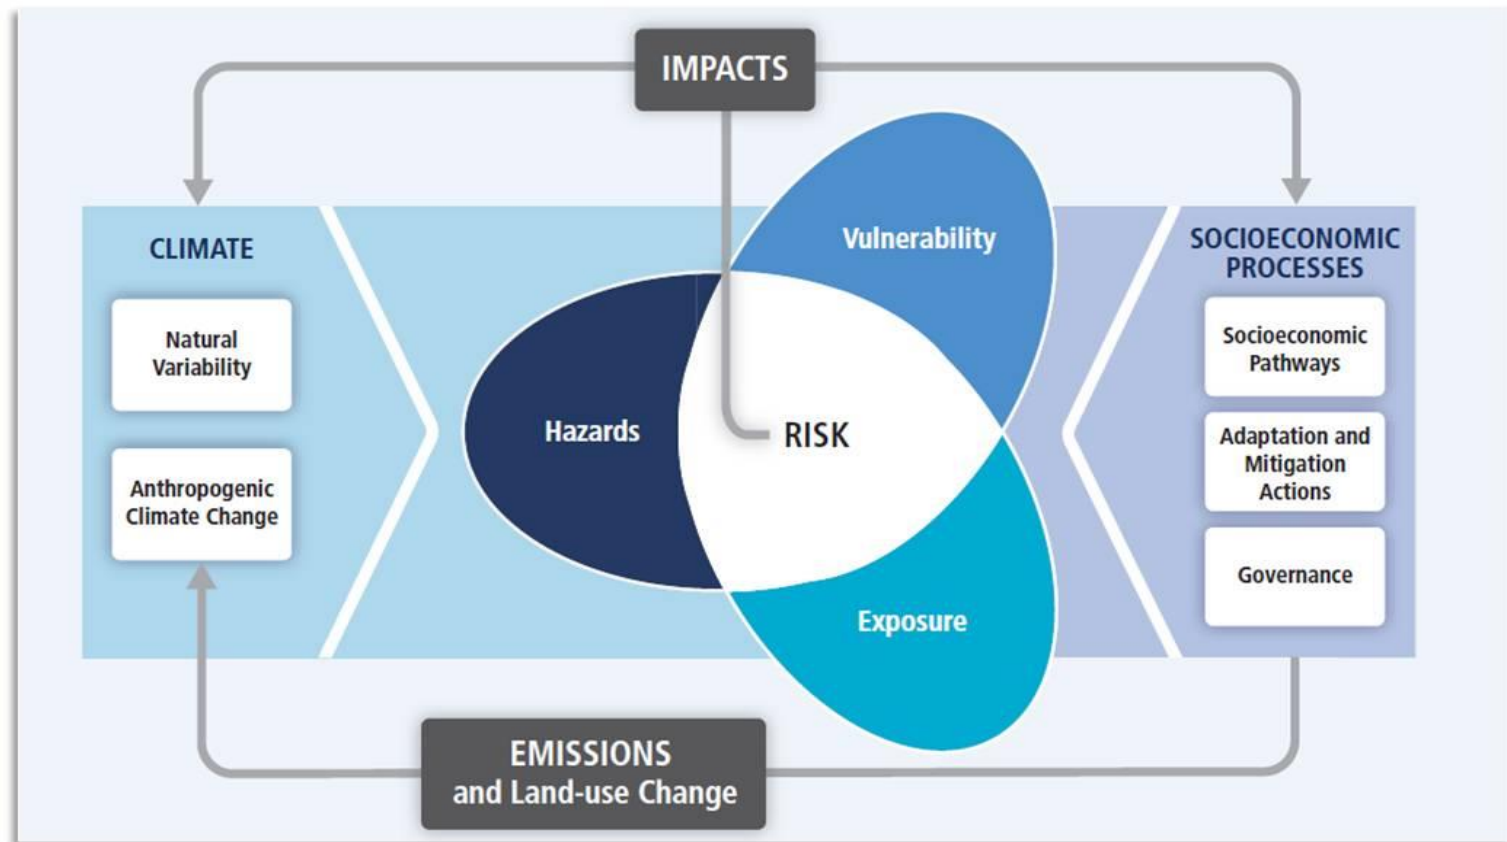 IMPACTS
CLIMATE
Natural
Variability
Anthropogenic
Climate Change
Hazards
Vulnerability
RISK
Exposure
SOCIOECONOMIC
PROCESSES
Socioeconomic
Pathways
Adaptation and
Mitigation
Actions
Governance
EMISSIONS
and Land-use Change